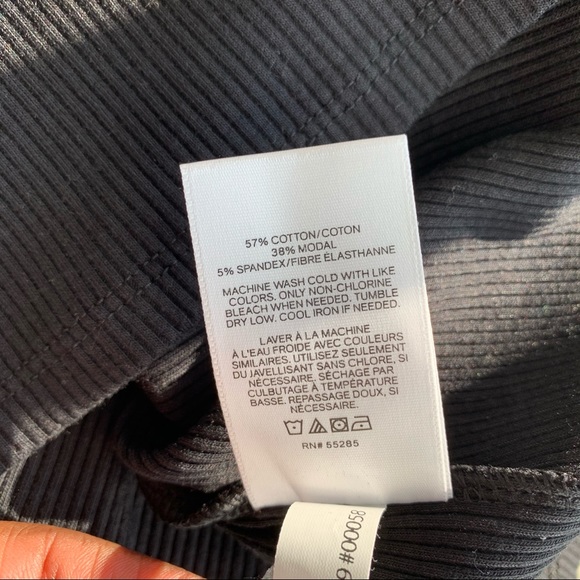 57% COTTON/COTON
38% MODAL
5% SPANDEX/FIBRE ÉLASTHANNE
MACHINE WASH COLD WITH LIKE
COLORS. ONLY NON-CHLORINE
BLEACH WHEN NEEDED. TUMBLE
DRY LOW. COOL IRON IF NEEDED.
LAVER À LA MACHINE
À L'EAU FROIDE AVEC COULEURS
SIMILAIRES. UTILISEZ SEULEMENT
DU JAVELLISANT SANS CHLORE, SI
NÉCESSAIRE. SÉCHAGE PAR
CULBUTAGE À TEMPÉRATURE
BASSE. REPASSAGE DOUX, SI
NÉCESSAIRE.
RN# 55285
#00058